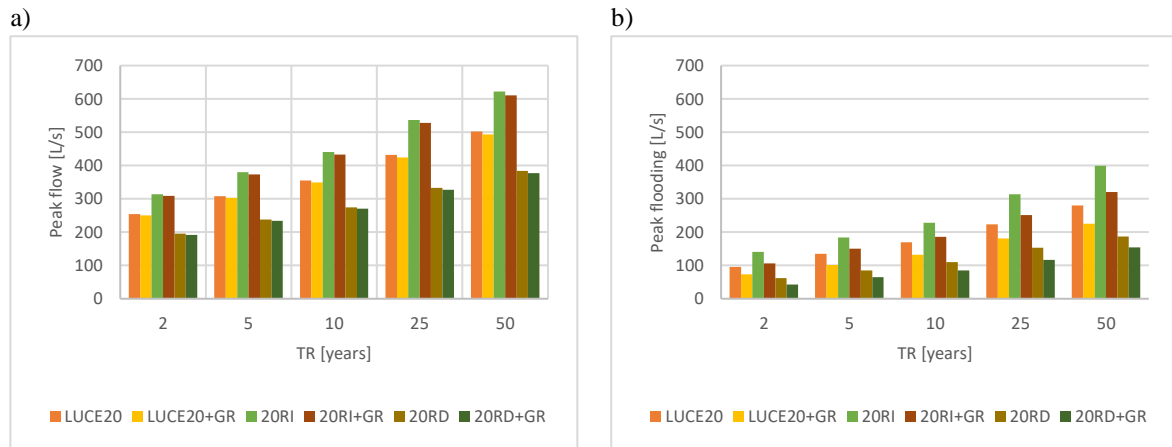 a)
700
600
500
400
300
200
100
0
Peak flow [L/s]
2 5 10 25 50
TR [years]
LUCE20 LUCE20+GR 20RI 20RI+GR 20RD 20RD+GR
b)
700
600
500
400
300
200
100
0
Peak flooding [L/s]
2 5 10 25 50
TR [years]
LUCE20 LUCE20+GR 20RI 20RI+GR 20RD 20RD+GR